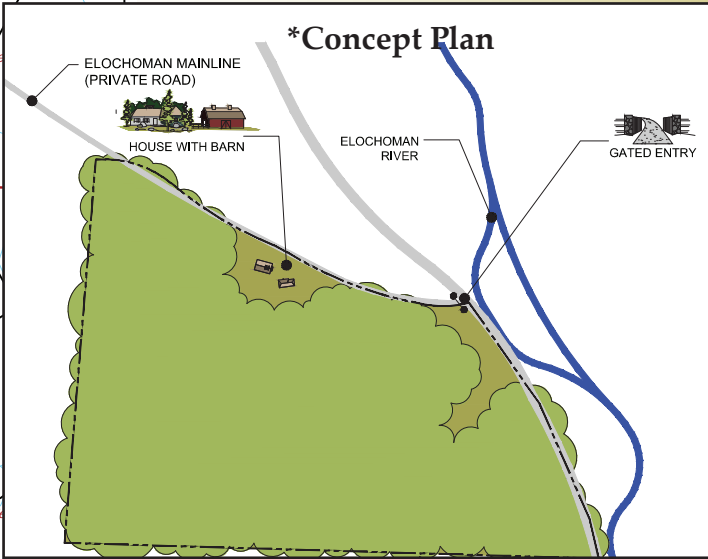 *Concept Plan
ELOCHOMAN MAINLINE
(PRIVATE ROAD)
HOUSE WITH BARN
ELOCHOMAN
RIVER
GATED ENTRY